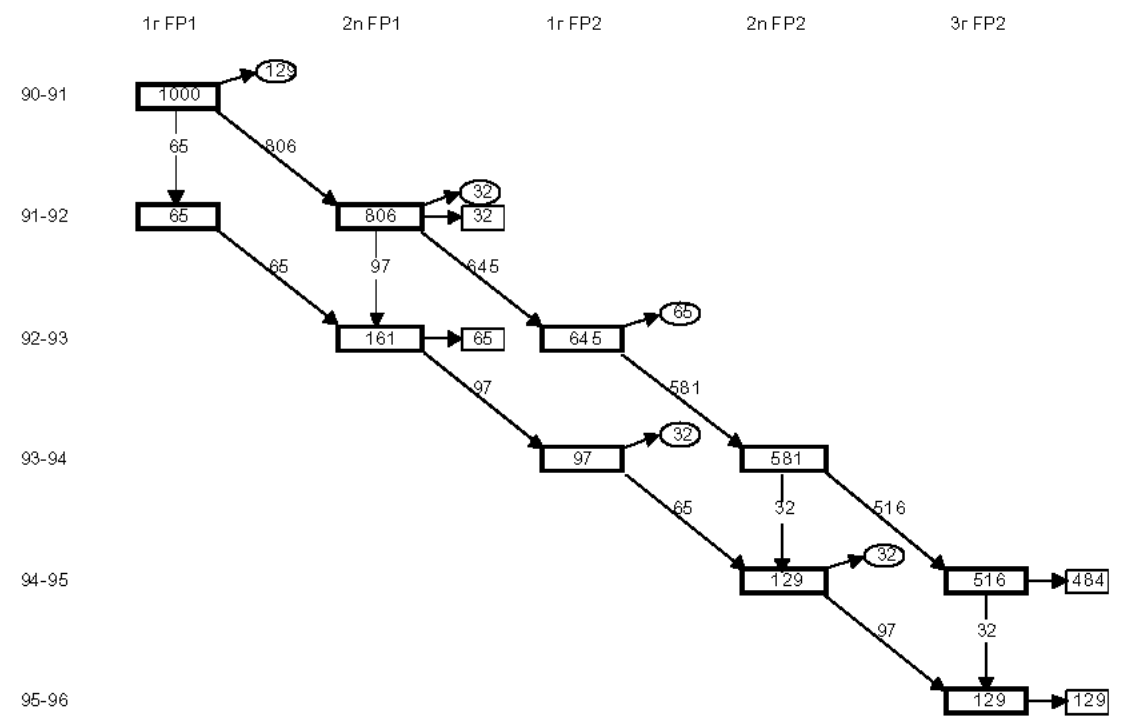 1r FP1 2n FP1 1r FP2 2n FP2 3r FP2
129
90-91 1000
65 806
32
91-92 65 806 32
65 97 645
65
92-93 161 65 645
97 581
32
93-94 97 581
65 32 516
32
94-95 129 516 484
97 32
95-96 129 129